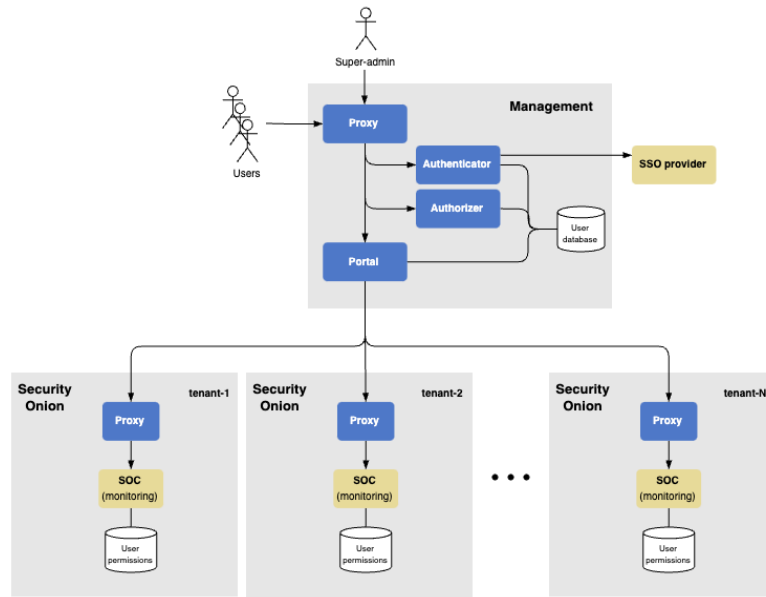 Super-admin
Management
Proxy
Users
Authenticator
SSO provider
Authorizer
User
database
Portal
Security
Onion
tenant-1
Proxy
SOC
(monitoring)
User
permissions
Security
Onion
tenant-2
Proxy
SOC
(monitoring)
User
permissions
Security
Onion
tenant-N
Proxy
SOC
(monitoring)
User
permissions